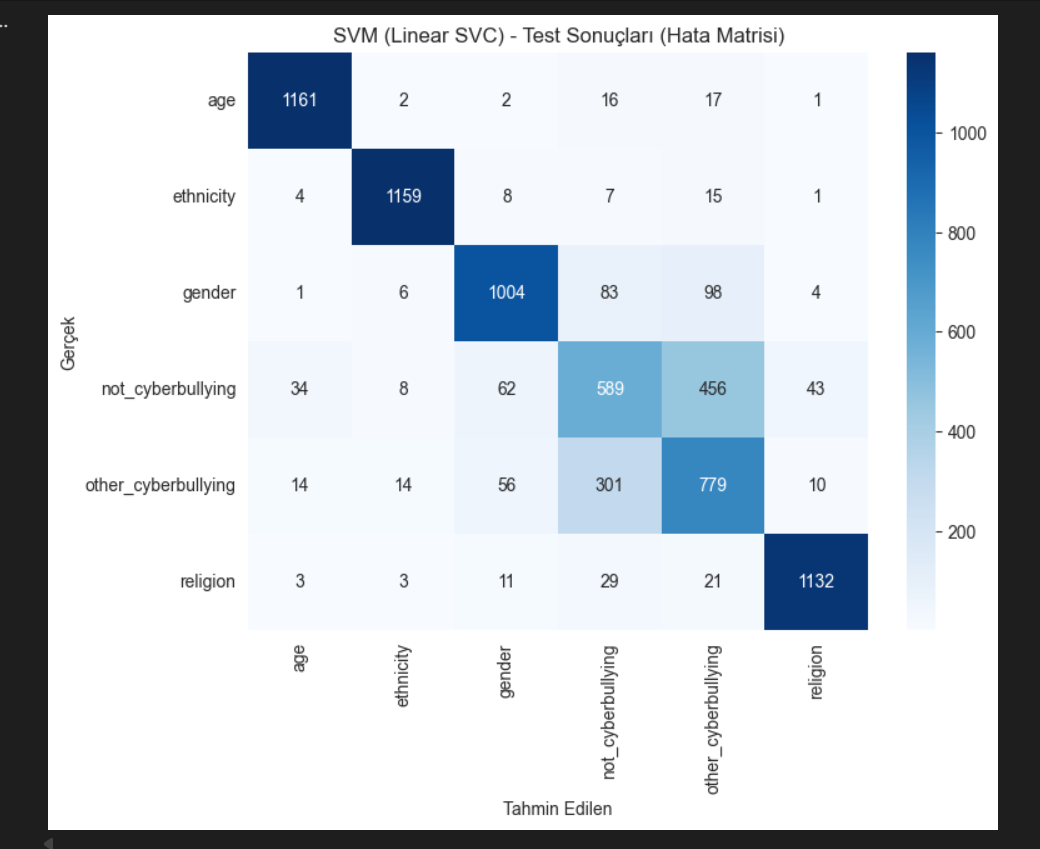 ..
SVM (Linear SVC) - Test Sonuçları (Hata Matrisi)
age 1161 2 2 16 17 1
ethnicity 4 1159 8 7 15 1
gender 1 6 1004 83 98 4
not_cyberbullying 34 8 62 589 456 43
other_cyberbullying 14 14 56 301 779 10
religion 3 3 11 29 21 1132
Gerçek
age ethnicity gender not_cyberbullying other_cyberbullying religion
Tahmin Edilen
1000
800
600
400
200